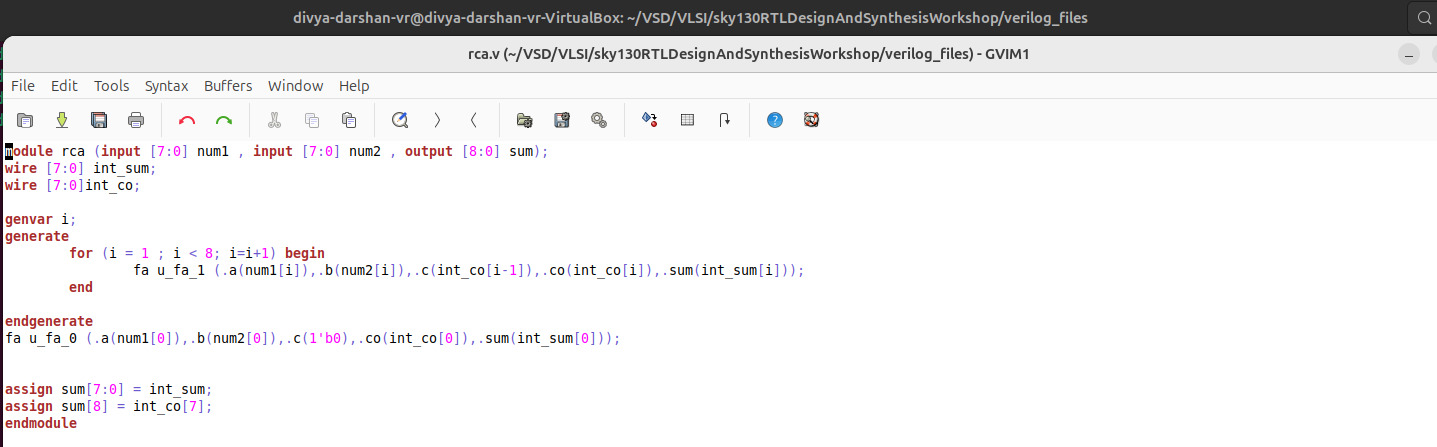 divya-darshan-vr@divya-darshan-vr-VirtualBox: ~/VSD/VLSI/sky130RTLDesignAndSynthesisWorkshop/verilog_files
rca.v (~/VSD/VLSI/sky130RTLDesignAndSynthesisWorkshop/verilog_files) - GVIM1
File Edit Tools Syntax Buffers Window Help
module rca (input [7:0] num1 , input [7:0] num2 , output [8:0] sum);
wire [7:0] int_sum;
wire [7:0]int_co;
genvar i;
generate
for (i = 1 ; i < 8; i=i+1) begin
fa u_fa_1 (.a(num1[i]),.b(num2[i]),.c(int_co[i-1]),.co(int_co[i]),.sum(int_sum[i]));
end
endgenerate
fa u_fa_0 (.a(num1[0]),.b(num2[0]),.c(1'b0),.co(int_co[0]),.sum(int_sum[0]));
assign sum[7:0] = int_sum;
assign sum[8] = int_co[7];
endmodule